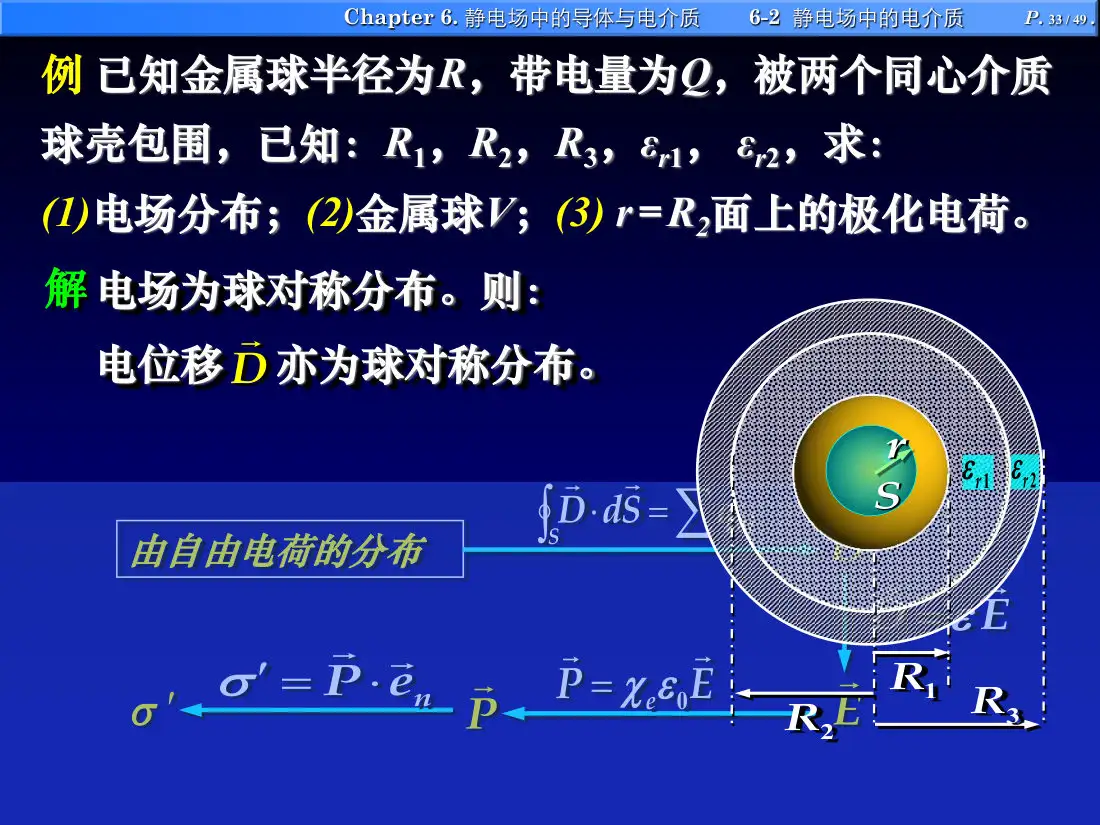 Chapter 6. 静电场中的导体与电介质 6-2 静电场中的电介质 P. 33 / 49 .
例 已知金属球半径为R，带电量为Q，被两个同心介质
球壳包围，已知：R₁，R₂，R₃，εr1， εr2，求：
(1)电场分布；(2)金属球V；(3) r = R₂面上的极化电荷。
解 电场为球对称分布。则：
电位移 D⃗ 亦为球对称分布。
r
S
εr1 εr2
∮S D⃗ · dS⃗ = ∑
由自由电荷的分布
ε E⃗
σ′ = P⃗ · e⃗n
P⃗ = χe ε0 E⃗
σ′ P⃗ E⃗
R₁
R₂
R₃